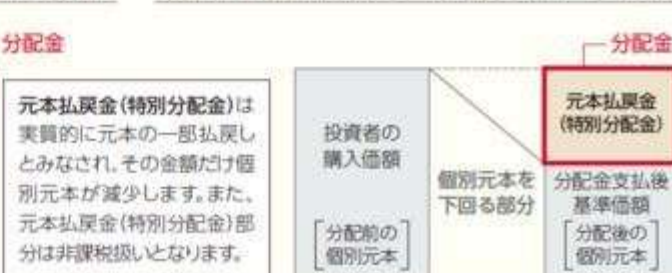 分配金
元本払戻金(特別分配金)は
実質的に元本の一部払戻し
とみなされ、その金額だけ個
別元本が減少します。また、
元本払戻金(特別分配金)部
分は非課税扱いとなります。
投資者の
購入価額
[分配前の
個別元本]
個別元本を
下回る部分
分配金
元本払戻金
(特別分配金)
分配金支払後
基準価額
[分配後の
個別元本]